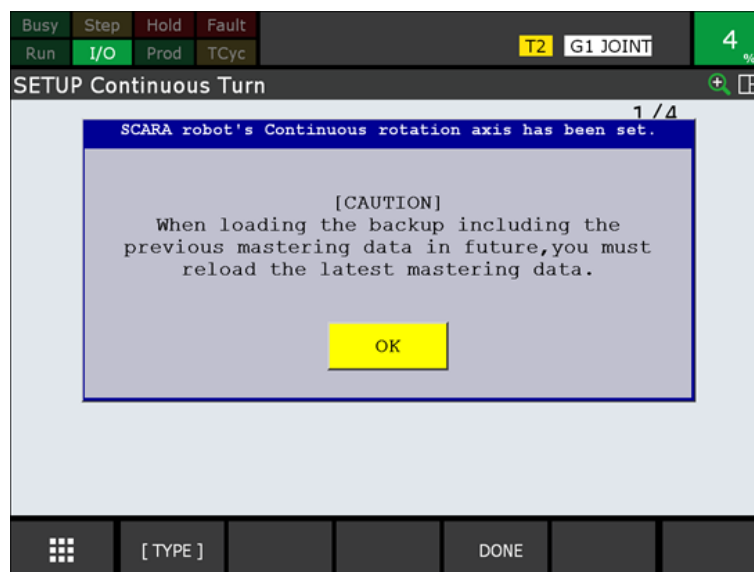 Busy Step Hold Fault
Run I/O Prod TCyc
T2 G1 JOINT
4 %
SETUP Continuous Turn
1/4
SCARA robot's Continuous rotation axis has been set.
[CAUTION]
When loading the backup including the
previous mastering data in future,you must
reload the latest mastering data.
OK
[ TYPE ] DONE